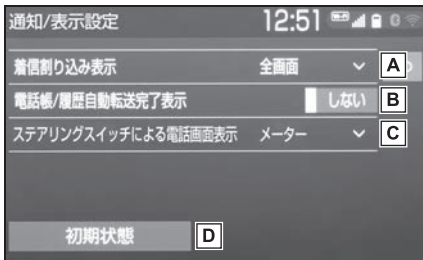 通知/表示設定 12:51
着信割り込み表示 全画面 A
電話帳/履歴自動転送完了表示 しない B
ステアリングスイッチによる電話画面表示 メーター C
初期状態 D